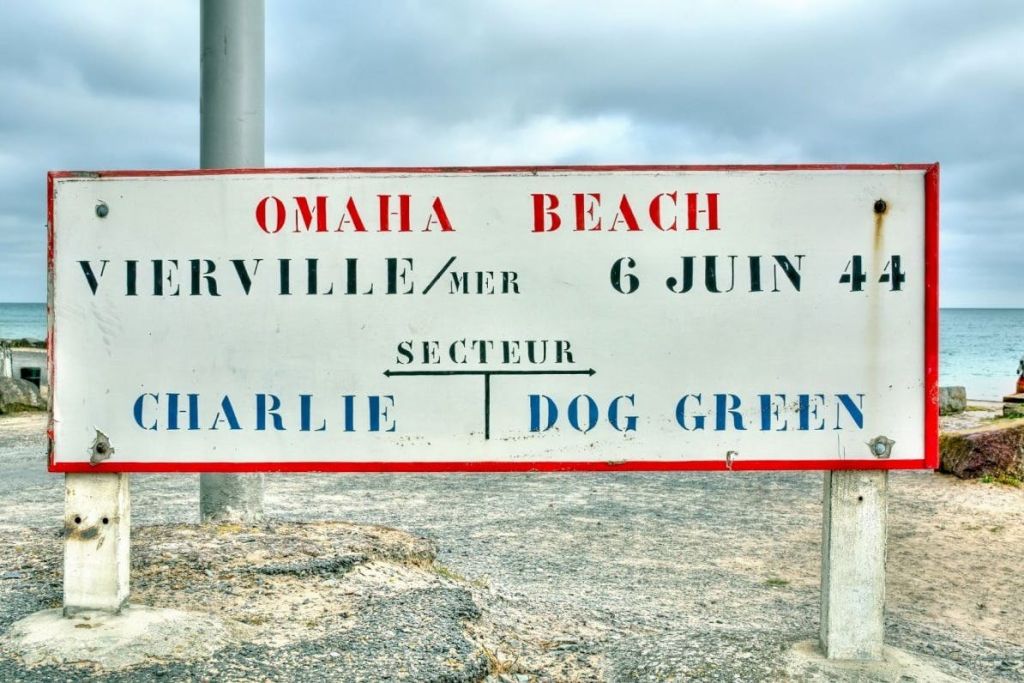 OMAHA BEACH
VIERVILLE/MER 6 JUIN 44
SECTEUR
CHARLIE DOG GREEN